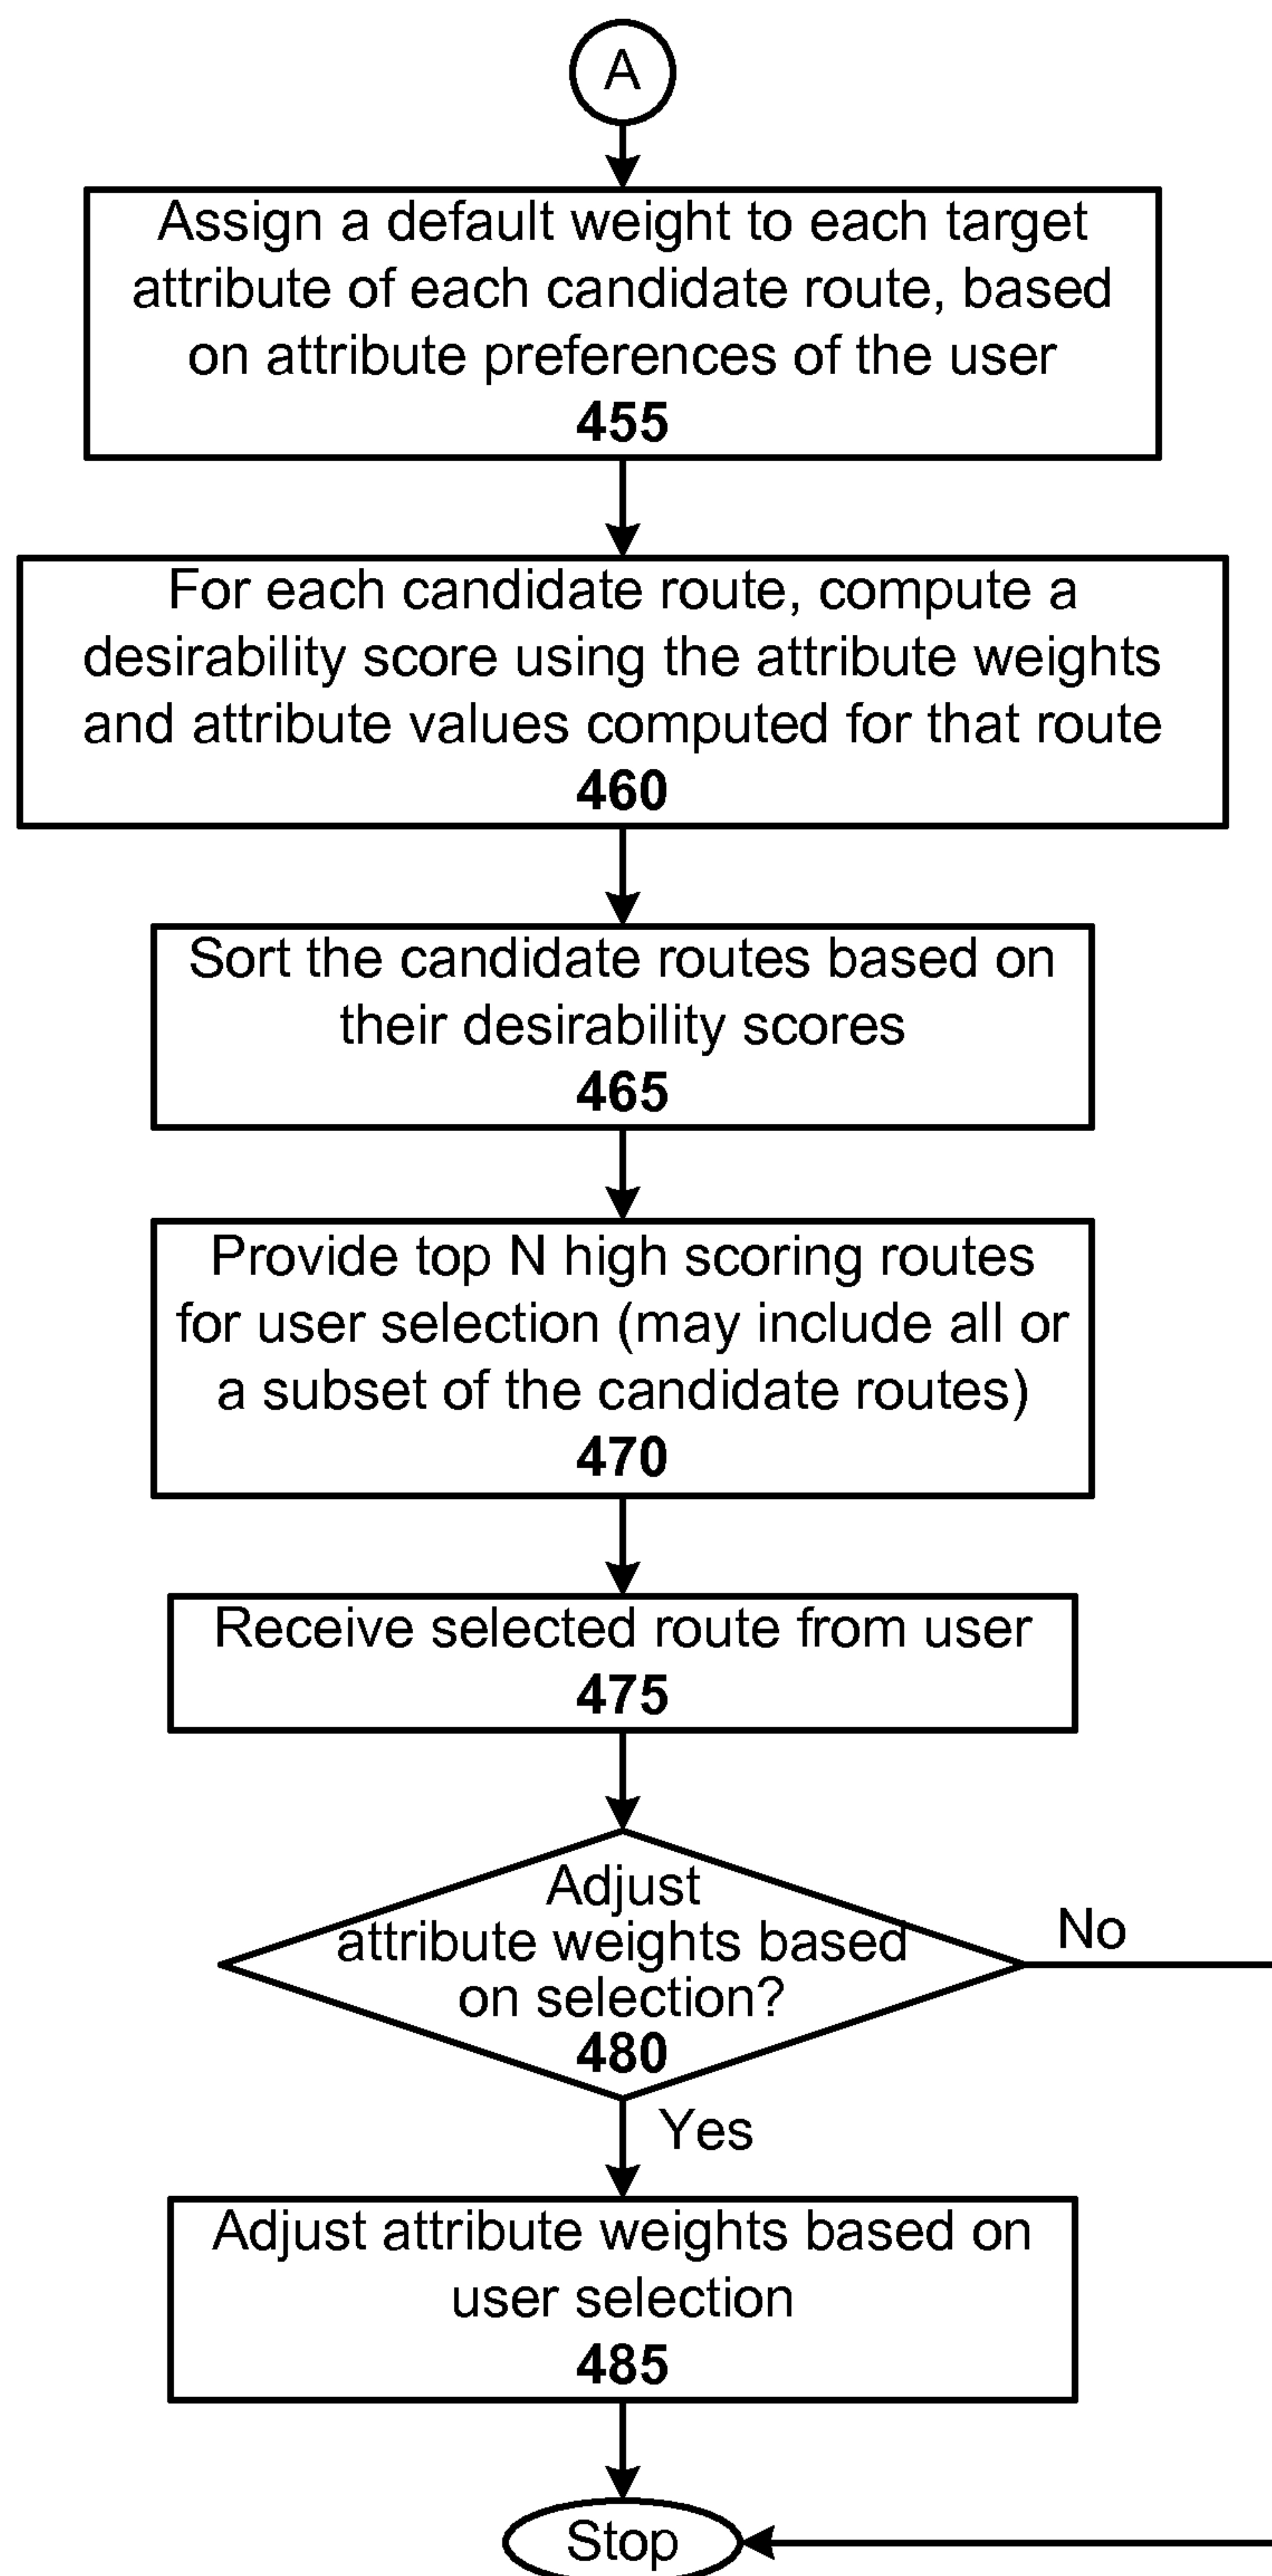 A
Assign a default weight to each target
attribute of each candidate route, based
on attribute preferences of the user
455
For each candidate route, compute a
desirability score using the attribute weights
and attribute values computed for that route
460
Sort the candidate routes based on
their desirability scores
465
Provide top N high scoring routes
for user selection (may include all or
a subset of the candidate routes)
470
Receive selected route from user
475
Adjust
attribute weights based
on selection?
480
No
Yes
Adjust attribute weights based on
user selection
485
Stop